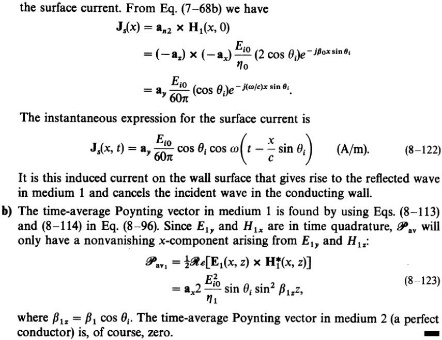 the surface current. From Eq. (7–68b) we have
J_s(x) = a_n2 × H_1(x, 0)
= (−a_z) × (−a_x) E_i0/η_0 (2 cos θ_i)e^{−jβ_0x sin θ_i}
= a_y E_i0/60π (cos θ_i)e^{−j(ω/c)x sin θ_i}.
The instantaneous expression for the surface current is
J_s(x, t) = a_y E_i0/60π cos θ_i cos ω(t − x/c sin θ_i) (A/m). (8–122)
It is this induced current on the wall surface that gives rise to the reflected wave
in medium 1 and cancels the incident wave in the conducting wall.
b) The time-average Poynting vector in medium 1 is found by using Eqs. (8–113)
and (8–114) in Eq. (8–96). Since E_1y and H_1x are in time quadrature, 𝒫_av will
only have a nonvanishing x-component arising from E_1y and H_1z:
𝒫_av1 = ½ℛe[E_1(x, z) × H_1^*(x, z)]
= a_x 2 E_i0^2/η_1 sin θ_i sin^2 β_1z z, (8–123)
where β_1z = β_1 cos θ_i. The time-average Poynting vector in medium 2 (a perfect
conductor) is, of course, zero.